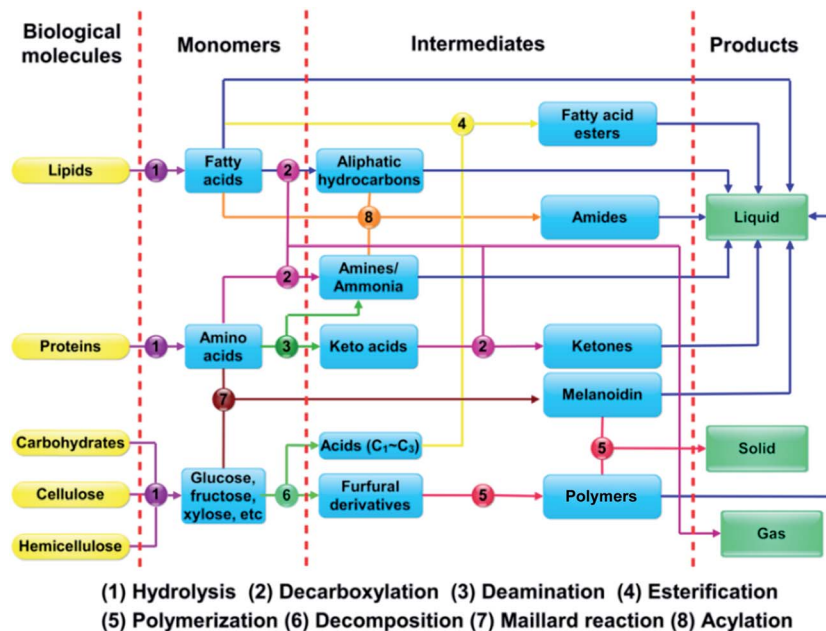 Biological
molecules
Monomers
Intermediates
Products
4
Fatty acid
esters
Lipids
1
Fatty
acids
2
Aliphatic
hydrocarbons
8
Amides
Liquid
2
Amines/
Ammonia
Proteins
1
Amino
acids
3
Keto acids
2
Ketones
7
Melanoidin
Carbohydrates
Acids (C₁~C₃)
5
Solid
Cellulose
1
Glucose,
fructose,
xylose, etc
6
Furfural
derivatives
5
Polymers
Hemicellulose
Gas
(1) Hydrolysis (2) Decarboxylation (3) Deamination (4) Esterification
(5) Polymerization (6) Decomposition (7) Maillard reaction (8) Acylation